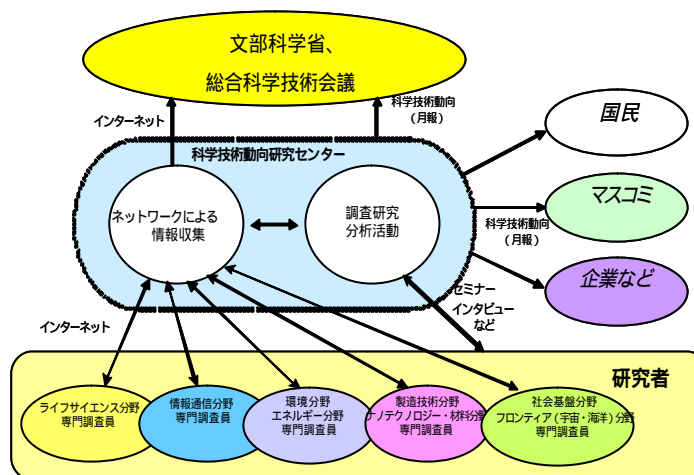 文部科学省、
総合科学技術会議
インターネット
科学技術動向
(月報)
国民
科学技術動向研究センター
ネットワークによる
情報収集
調査研究
分析活動
マスコミ
科学技術動向
(月報)
企業など
セミナー
インタビュー
など
インターネット
研究者
ライフサイエンス分野
専門調査員
情報通信分野
専門調査員
環境分野
エネルギー分野
専門調査員
製造技術分野
ナノテクノロジー・材料分野
専門調査員
社会基盤分野
フロンティア(宇宙・海洋)分野
専門調査員